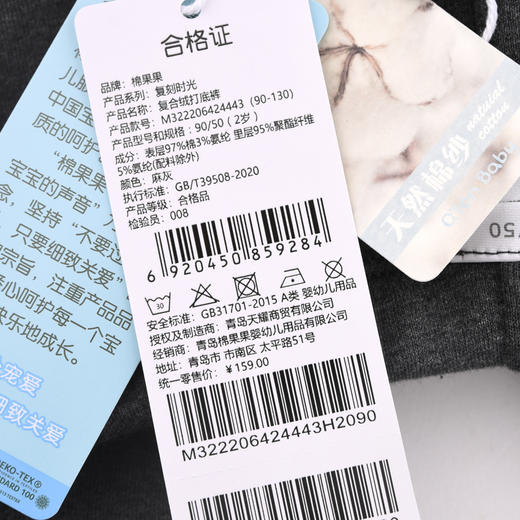 合格证
品牌: 棉果果
产品系列: 复刻时光
产品名称: 复合绒打底裤
产品款号: M322206424443 (90-130)
产品型号和规格: 90/50 (2岁)
成分: 表层97%棉3%氨纶 里层95%聚酯纤维
5%氨纶(配料除外)
颜色: 麻灰
执行标准: GB/T39508-2020
产品等级: 合格品
检验员: 008
6 920450 859284
30
安全标准: GB31701-2015 A类 婴幼儿用品
授权及制造商: 青岛天耀商贸有限公司
经销商: 青岛棉果果婴幼儿用品有限公司
地址: 青岛市 市南区 太平路51号
统一零售价: ¥159.00
M322206424443H2090
中国宝
质的呵护
"棉果果
宝宝的声音"
念, 坚持 "不要过
只要细致关爱"
宗旨, 注重产品品
心呵护每一个宝
快乐地成长。
宠爱
细致关爱
OEKO-TEX®
DARD 100
天然棉纱
natural
cotton
/50